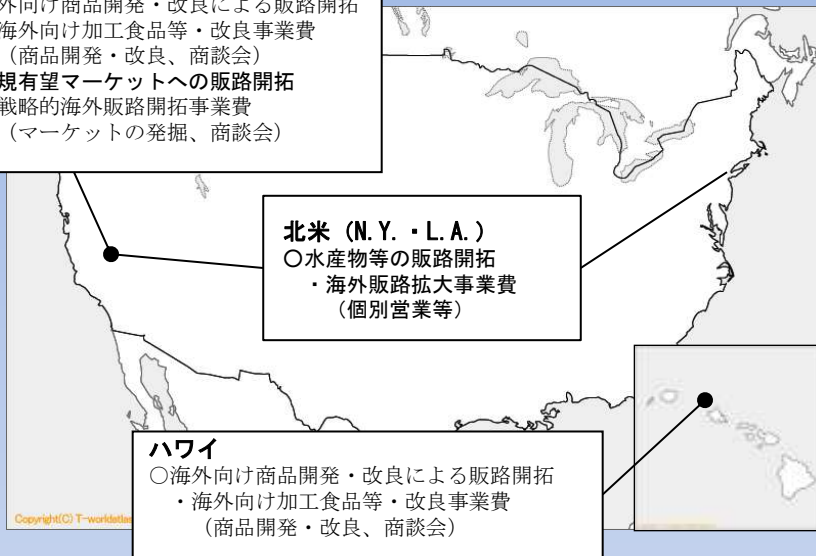 外向け商品開発・改良による販路開拓
海外向け加工食品等・改良事業費
（商品開発・改良、商談会）
規有望マーケットへの販路開拓
戦略的海外販路開拓事業費
（マーケットの発掘、商談会）
北米（N.Y.・L.A.）
○水産物等の販路開拓
・海外販路拡大事業費
（個別営業等）
ハワイ
○海外向け商品開発・改良による販路開拓
・海外向け加工食品等・改良事業費
（商品開発・改良、商談会）
Copyright(C) T-worldatlas